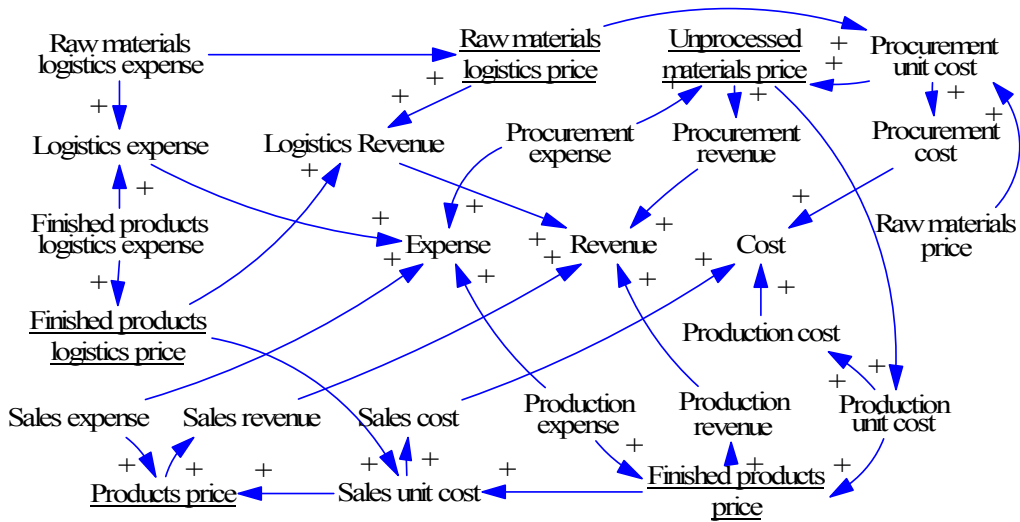 Raw materials
logistics expense
Raw materials
logistics price
Unprocessed
materials price
Procurement
unit cost
+
+
+
+
+
+
+
+
+
+
Logistics expense
Logistics Revenue
Procurement
expense
Procurement
revenue
Procurement
cost
+
+
Finished products
logistics expense
Raw materials
price
+
+
+
+
Expense
Revenue
Cost
+
+
+
+
+
+
+
+
Finished products
logistics price
Production cost
+
+
Sales expense
Sales revenue
Sales cost
Production
expense
Production
revenue
Production
unit cost
+
+
+
+
+
+
+
+
+
Products price
Sales unit cost
Finished products
price